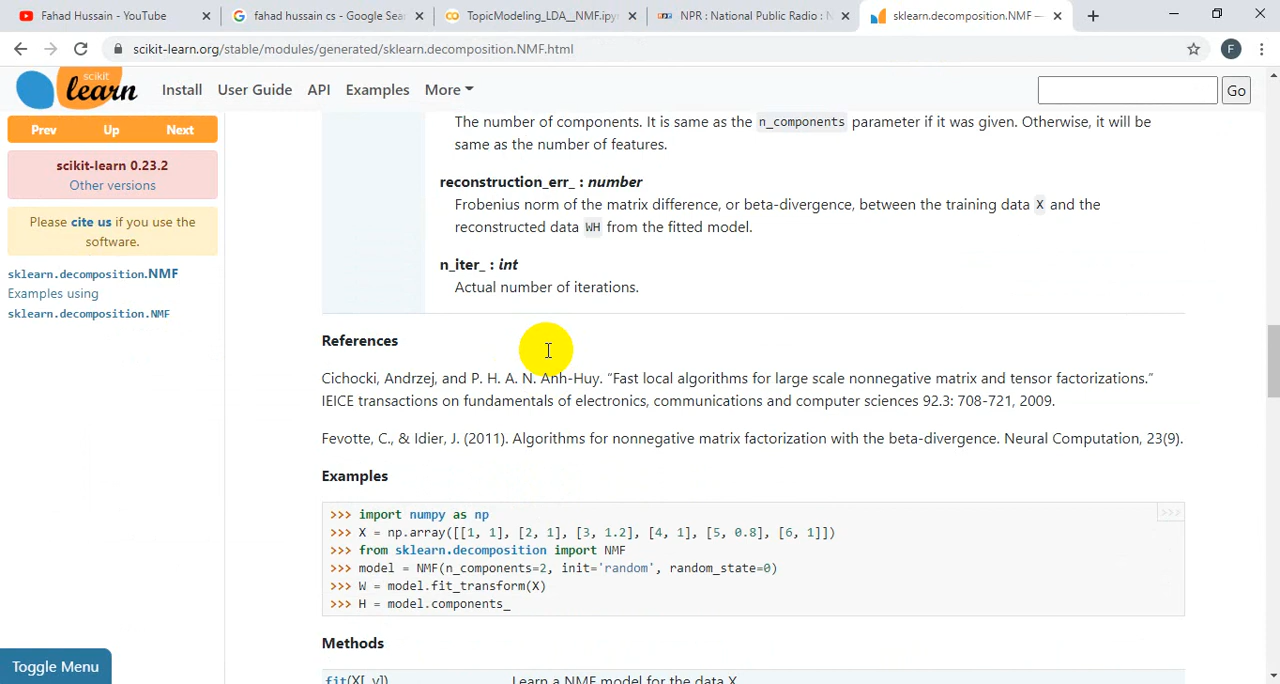 Fahad Hussain - YouTube
fahad hussain cs - Google Sea
TopicModeling_LDA__NMF.ipy
NPR : National Public Radio : N
sklearn.decomposition.NMF —
scikit-learn.org/stable/modules/generated/sklearn.decomposition.NMF.html
F
scikit
learn
Install User Guide API Examples More
Go
Prev Up Next
scikit-learn 0.23.2
Other versions
Please cite us if you use the
software.
sklearn.decomposition.NMF
Examples using
sklearn.decomposition.NMF
Toggle Menu
The number of components. It is same as the n_components parameter if it was given. Otherwise, it will be
same as the number of features.
reconstruction_err_ : number
Frobenius norm of the matrix difference, or beta-divergence, between the training data X and the
reconstructed data WH from the fitted model.
n_iter_ : int
Actual number of iterations.
References
Cichocki, Andrzej, and P. H. A. N. Anh-Huy. “Fast local algorithms for large scale nonnegative matrix and tensor factorizations.”
IEICE transactions on fundamentals of electronics, communications and computer sciences 92.3: 708-721, 2009.
Fevotte, C., & Idier, J. (2011). Algorithms for nonnegative matrix factorization with the beta-divergence. Neural Computation, 23(9).
Examples
>>>
>>> import numpy as np
>>> X = np.array([[1, 1], [2, 1], [3, 1.2], [4, 1], [5, 0.8], [6, 1]])
>>> from sklearn.decomposition import NMF
>>> model = NMF(n_components=2, init='random', random_state=0)
>>> W = model.fit_transform(X)
>>> H = model.components_
Methods
fit(X[, y]) Learn a NMF model for the data X.